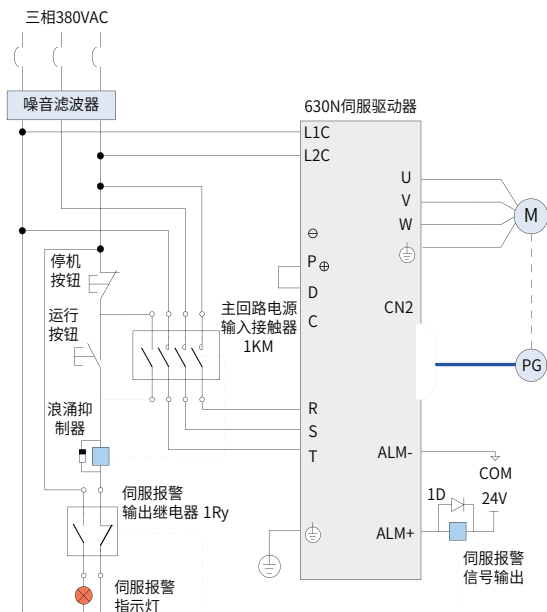 三相380VAC
噪音滤波器
630N伺服驱动器
L1C
L2C
U
V
W
P
D
C
CN2
M
PG
停机
按钮
运行
按钮
主回路电源
输入接触器
1KM
R
S
T
浪涌抑
制器
ALM-
COM
24V
1D
ALM+
伺服报警
输出继电器 1Ry
伺服报警
信号输出
伺服报警
指示灯